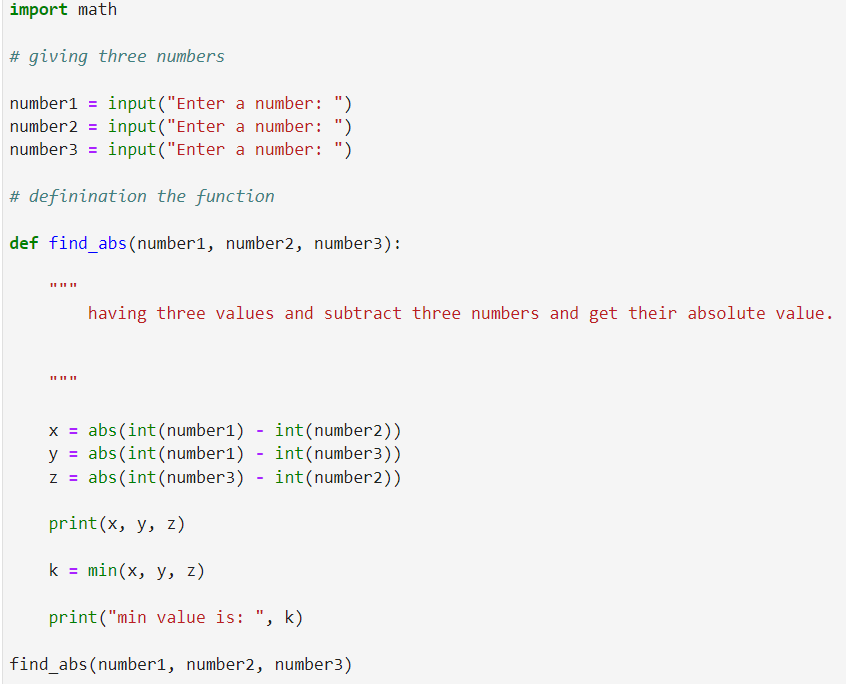 import math
# giving three numbers
number1 = input("Enter a number: ")
number2 = input("Enter a number: ")
number3 = input("Enter a number: ")
# definination the function
def find_abs(number1, number2, number3):
"""
having three values and subtract three numbers and get their absolute value.
"""
x = abs(int(number1) - int(number2))
y = abs(int(number1) - int(number3))
z = abs(int(number3) - int(number2))
print(x, y, z)
k = min(x, y, z)
print("min value is: ", k)
find_abs(number1, number2, number3)